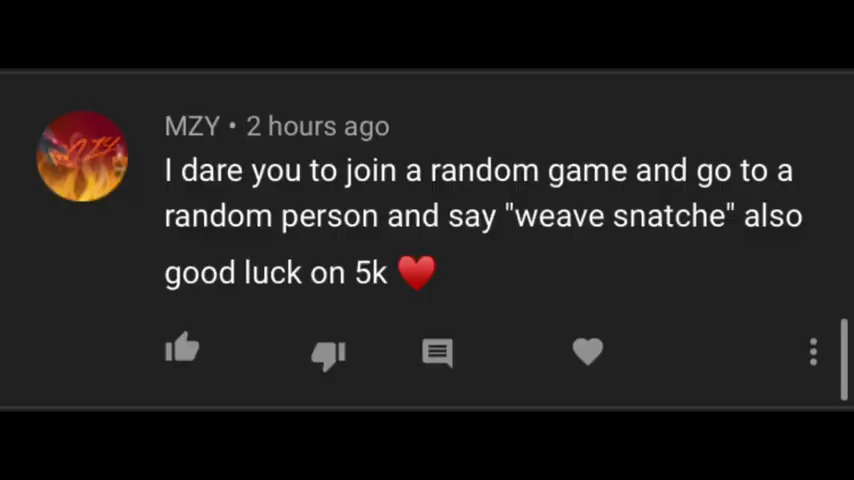 MZY • 2 hours ago
I dare you to join a random game and go to a
random person and say "weave snatche" also
good luck on 5k ♥️